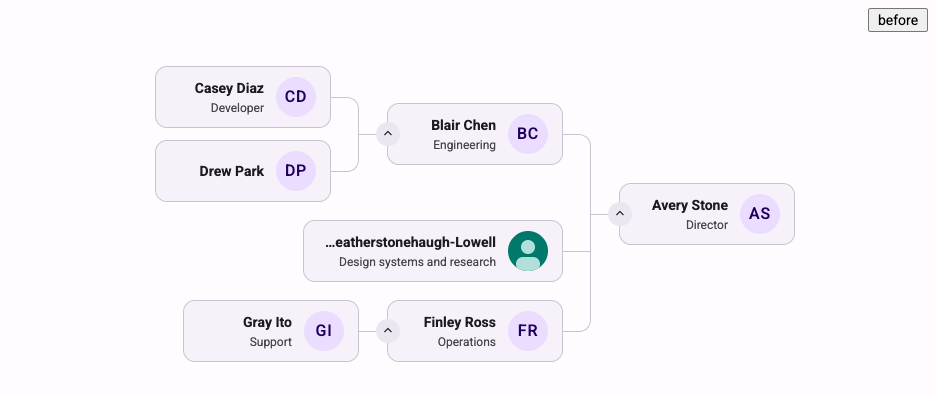 before
Casey Diaz
Developer
CD
Drew Park
DP
Blair Chen
Engineering
BC
Avery Stone
Director
AS
…eatherstonehaugh-Lowell
Design systems and research
Gray Ito
Support
GI
Finley Ross
Operations
FR